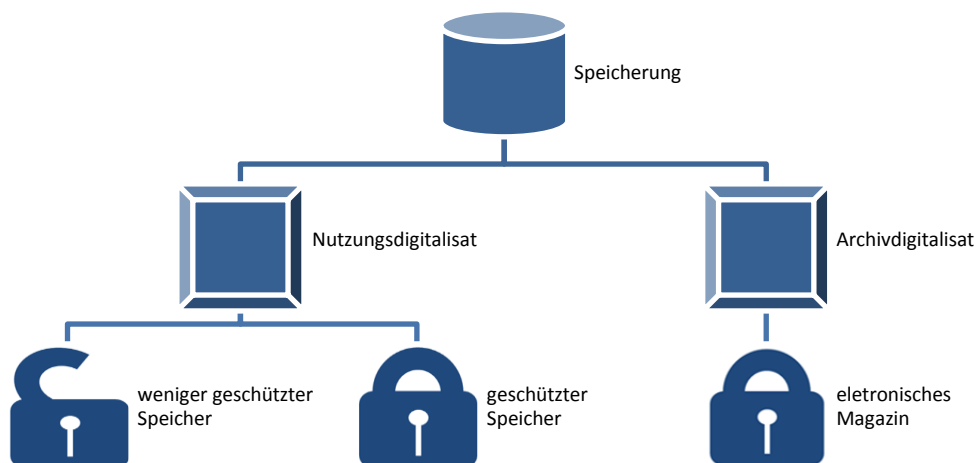 Speicherung
Nutzungsdigitalisat
Archivdigitalisat
weniger geschützter
Speicher
geschützter
Speicher
eletronisches
Magazin